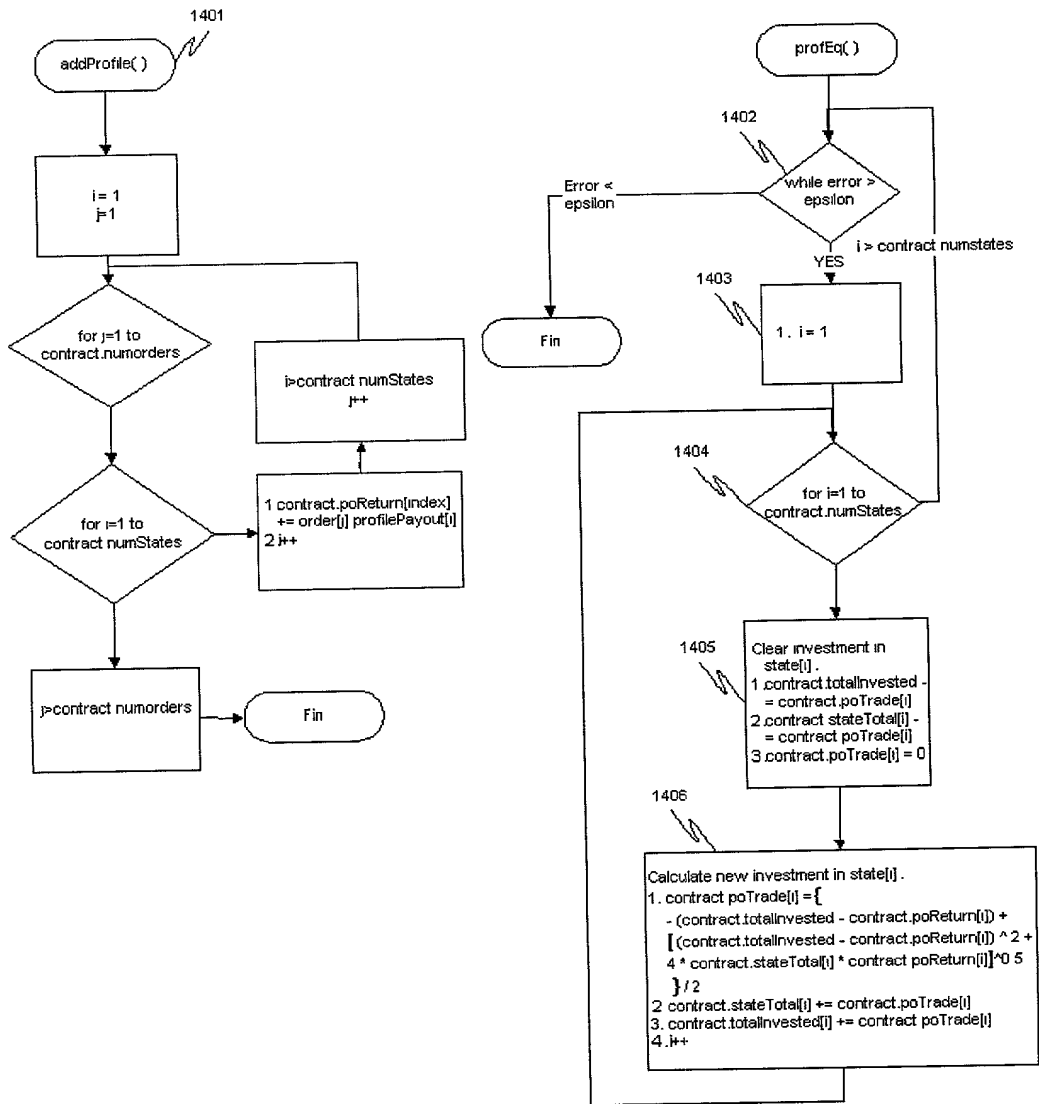 1401
addProfile( )
i = 1
j=1
for j=1 to
contract.numorders
i>contract numStates
j++
for i=1 to
contract numStates
1 contract.poReturn[index]
+= order[j] profilePayout[i]
2 i++
j>contract numorders
Fin
profEq( )
1402
while error >
epsilon
Error <
epsilon
YES
i > contract numstates
1403
1. i = 1
Fin
1404
for i=1 to
contract.numStates
1405
Clear investment in
state[i] .
1.contract.totalInvested -
= contract.poTrade[i]
2.contract stateTotal[i] -
= contract poTrade[i]
3.contract.poTrade[i] = 0
1406
Calculate new investment in state[i] .
1. contract poTrade[i] ={
- (contract.totalInvested - contract.poReturn[i]) +
[ (contract.totalInvested - contract.poReturn[i]) ^ 2 +
4 * contract.stateTotal[i] * contract poReturn[i]]^0 5
} / 2
2 contract.stateTotal[i] += contract.poTrade[i]
3. contract.totalInvested[i] += contract poTrade[i]
4.i++